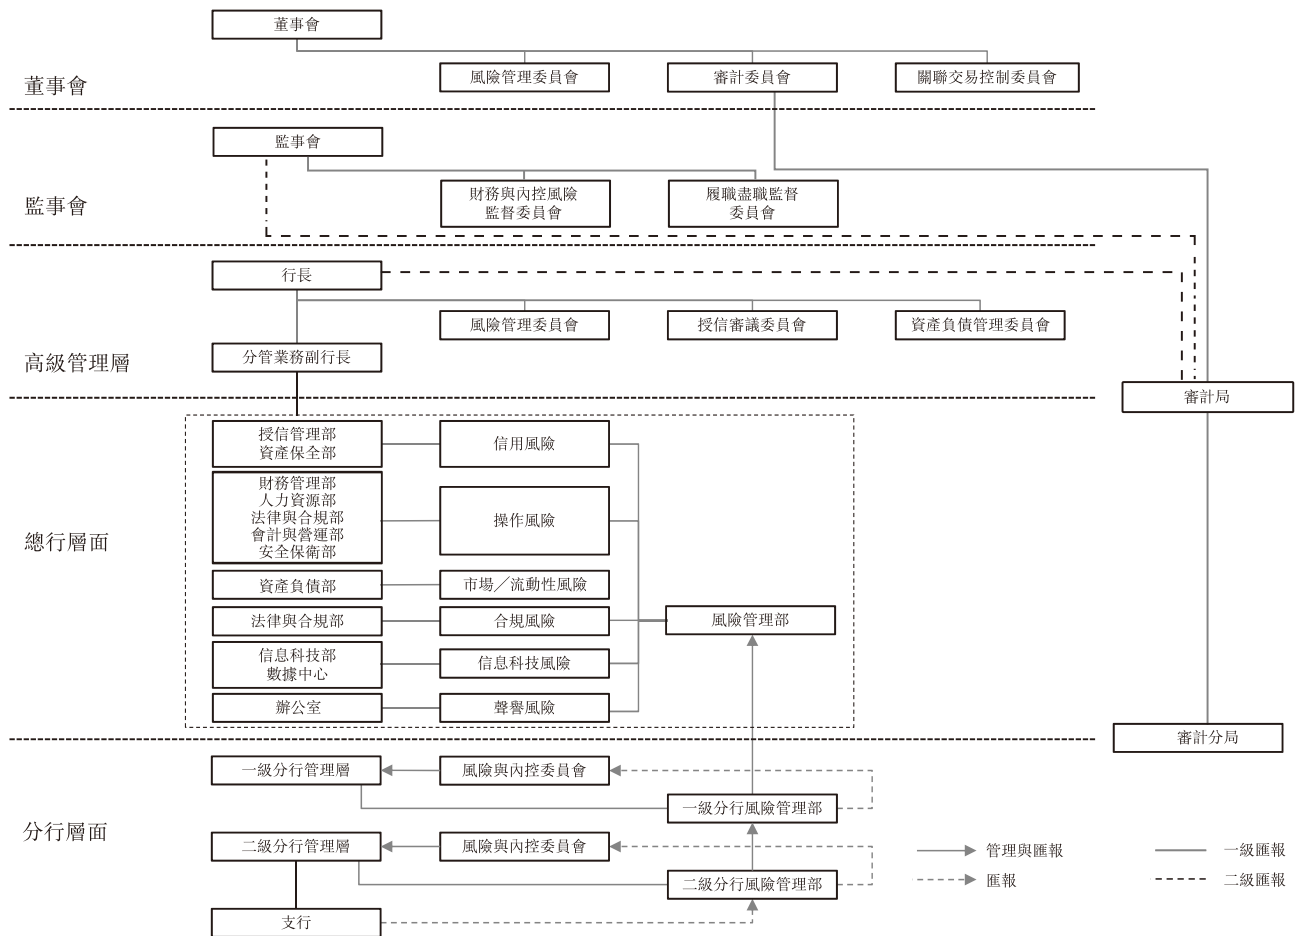 董事會
董事會
風險管理委員會
審計委員會
關聯交易控制委員會
監事會
監事會
財務與內控風險
監督委員會
履職盡職監督
委員會
高級管理層
行長
風險管理委員會
授信審議委員會
資產負債管理委員會
分管業務副行長
審計局
總行層面
授信管理部
資產保全部
信用風險
財務管理部
人力資源部
法律與合規部
會計與營運部
安全保衛部
操作風險
資產負債部
市場／流動性風險
法律與合規部
合規風險
風險管理部
信息科技部
數據中心
信息科技風險
辦公室
聲譽風險
審計分局
分行層面
一級分行管理層
風險與內控委員會
一級分行風險管理部
二級分行管理層
風險與內控委員會
二級分行風險管理部
支行
管理與匯報
一級匯報
匯報
二級匯報